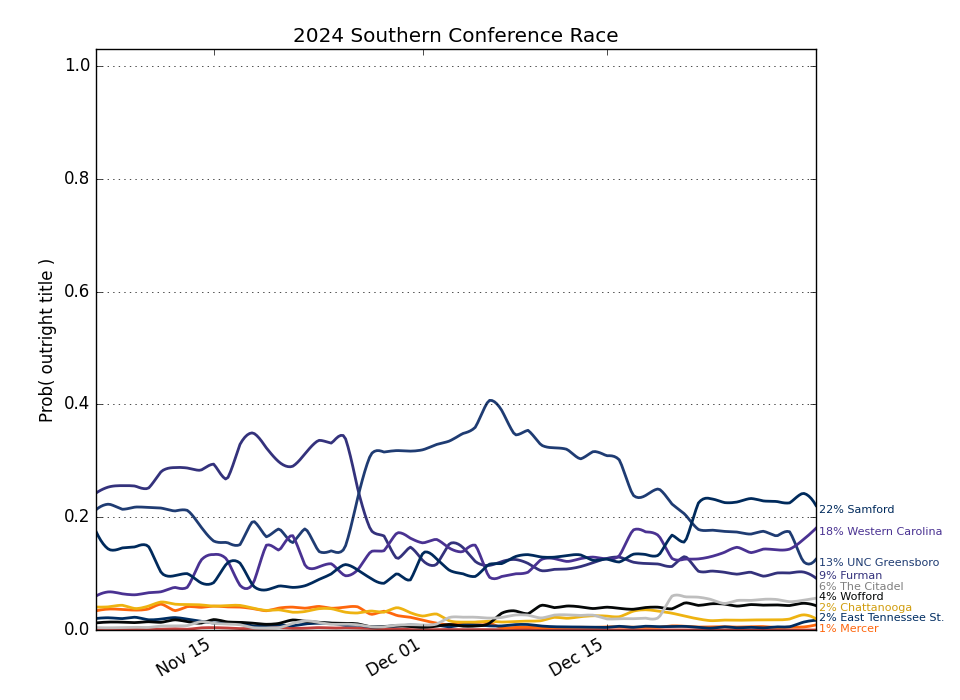 2024 Southern Conference Race
Prob( outright title )
1.0
0.8
0.6
0.4
0.2
0.0
Nov 15
Dec 01
Dec 15
22% Samford
18% Western Carolina
13% UNC Greensboro
9% Furman
6% The Citadel
4% Wofford
2% Chattanooga
2% East Tennessee St.
1% Mercer